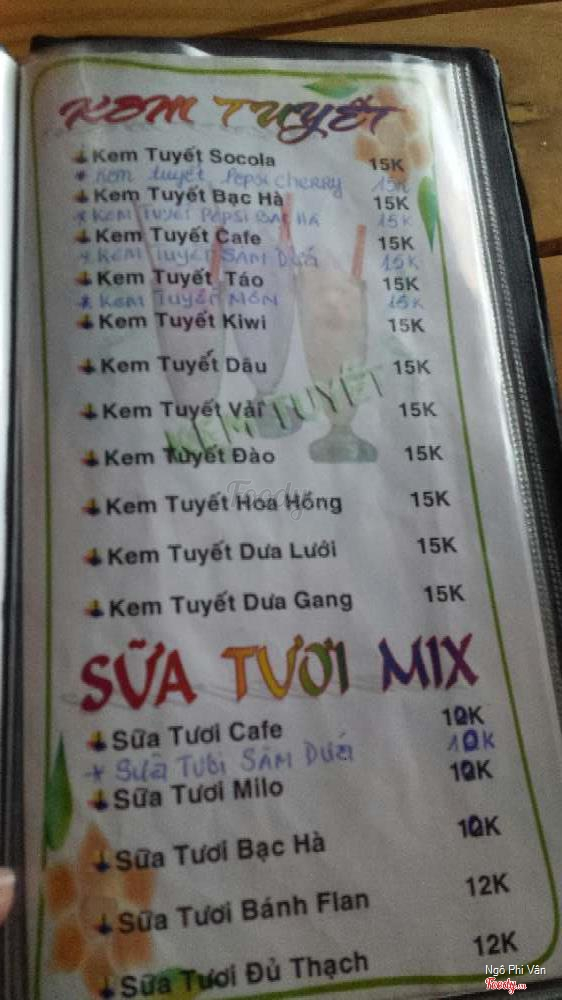 KEM TUYẾT
Kem Tuyết Socola 15K
* Kem Tuyết Pepsi CHERRY 15K
Kem Tuyết Bạc Hà 15K
* KEM TUYẾT PEPSI BẠC HÀ 15K
Kem Tuyết Cafe 15K
* KEM TUYẾT SÂM DỨA 15K
Kem Tuyết Táo 15K
* KEM TUYẾT MÔN 15K
Kem Tuyết Kiwi 15K
Kem Tuyết Dâu 15K
Kem Tuyết Vải 15K
KEM TUYẾT
Kem Tuyết Đào 15K
Foody
Kem Tuyết Hoa Hồng 15K
Kem Tuyết Dưa Lưới 15K
Kem Tuyết Dưa Gang 15K
SỮA TƯƠI MIX
Sữa Tươi Cafe 10K
* SỮA TƯƠI SÂM DỨA 10K
Sữa Tươi Milo 10K
Sữa Tươi Bạc Hà 10K
Sữa Tươi Bánh Flan 12K
Sữa Tươi Đủ Thạch 12K
Ngô Phi Vân
Foody.vn